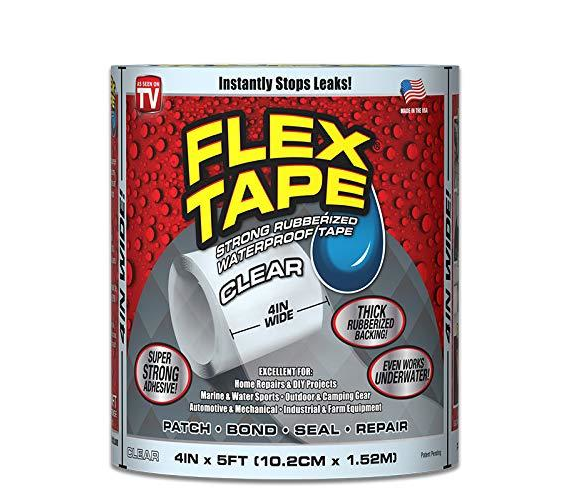 AS SEEN ON
TV
Instantly Stops Leaks!
MADE IN THE USA
FLEX
TAPE®
STRONG RUBBERIZED
WATERPROOF TAPE
CLEAR
4IN
WIDE
4IN WIDE!
4IN WIDE!
THICK
RUBBERIZED
BACKING!
SUPER
STRONG
ADHESIVE!
EVEN WORKS
UNDERWATER!
EXCELLENT FOR:
Home Repairs & DIY Projects
Marine & Water Sports • Outdoor & Camping Gear
Automotive & Mechanical • Industrial & Farm Equipment
PATCH • BOND • SEAL • REPAIR
CLEAR
4IN x 5FT (10.2CM x 1.52M)
Patent Pending